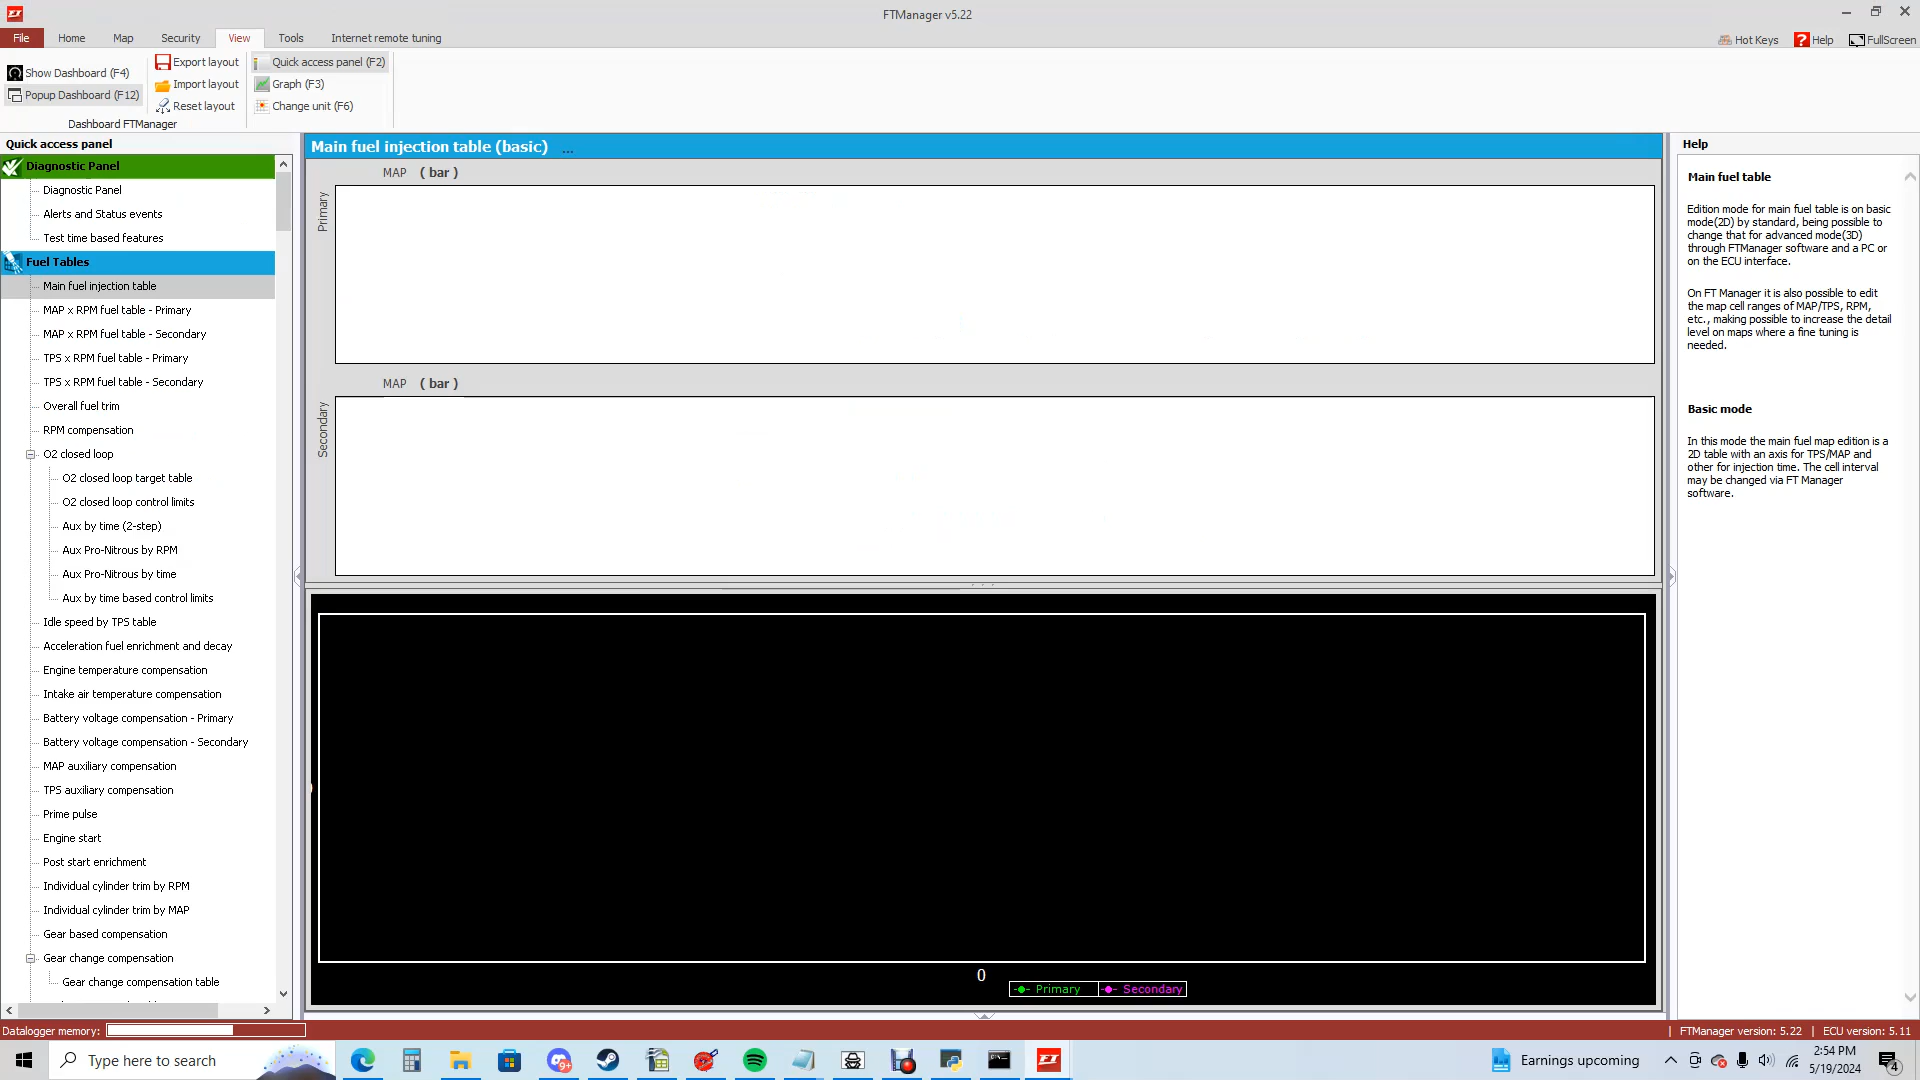 FTManager v5.22
File
Home
Map
Security
View
Tools
Internet remote tuning
Hot Keys
Help
FullScreen
Show Dashboard (F4)
Popup Dashboard (F12)
Export layout
Import layout
Reset layout
Quick access panel (F2)
Graph (F3)
Change unit (F6)
Dashboard FTManager
Quick access panel
Diagnostic Panel
Diagnostic Panel
Alerts and Status events
Test time based features
Fuel Tables
Main fuel injection table
MAP x RPM fuel table - Primary
MAP x RPM fuel table - Secondary
TPS x RPM fuel table - Primary
TPS x RPM fuel table - Secondary
Overall fuel trim
RPM compensation
O2 closed loop
O2 closed loop target table
O2 closed loop control limits
Aux by time (2-step)
Aux Pro-Nitrous by RPM
Aux Pro-Nitrous by time
Aux by time based control limits
Idle speed by TPS table
Acceleration fuel enrichment and decay
Engine temperature compensation
Intake air temperature compensation
Battery voltage compensation - Primary
Battery voltage compensation - Secondary
MAP auxiliary compensation
TPS auxiliary compensation
Prime pulse
Engine start
Post start enrichment
Individual cylinder trim by RPM
Individual cylinder trim by MAP
Gear based compensation
Gear change compensation
Gear change compensation table
Main fuel injection table (basic) ...
MAP ( bar )
Primary
MAP ( bar )
Secondary
0
Primary
Secondary
Help
Main fuel table
Edition mode for main fuel table is on basic
mode(2D) by standard, being possible to
change that for advanced mode(3D)
through FTManager software and a PC or
on the ECU interface.
On FT Manager it is also possible to edit
the map cell ranges of MAP/TPS, RPM,
etc., making possible to increase the detail
level on maps where a fine tuning is
needed.
Basic mode
In this mode the main fuel map edition is a
2D table with an axis for TPS/MAP and
other for injection time. The cell interval
may be changed via FT Manager
software.
Datalogger memory:
FTManager version: 5.22
ECU version: 5.11
Type here to search
9+
Earnings upcoming
2:54 PM
5/19/2024
4